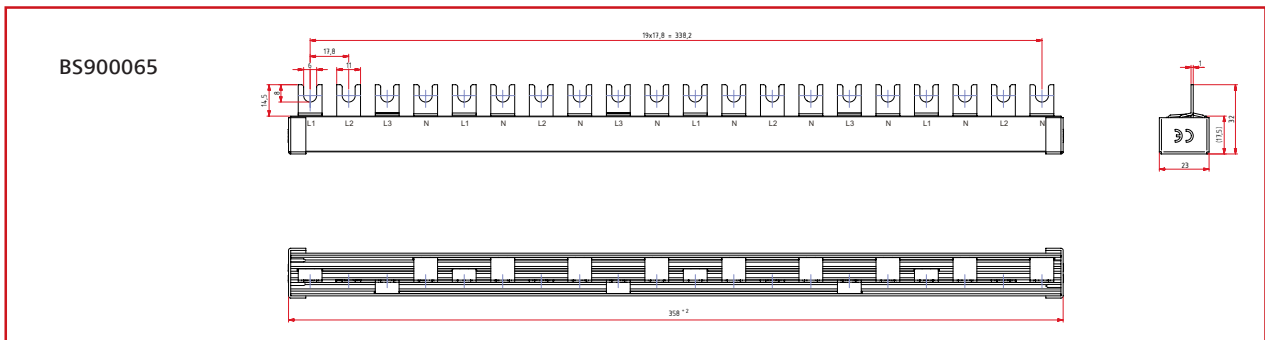 BS900065
19x17,8 = 338,2
17,8
6
11
8
14,5
L1 L2 L3 N L1 N L2 N L3 N L1 N L2 N L3 N L1 N L2 N
1
32
(17,5)
CE
23
358 +2